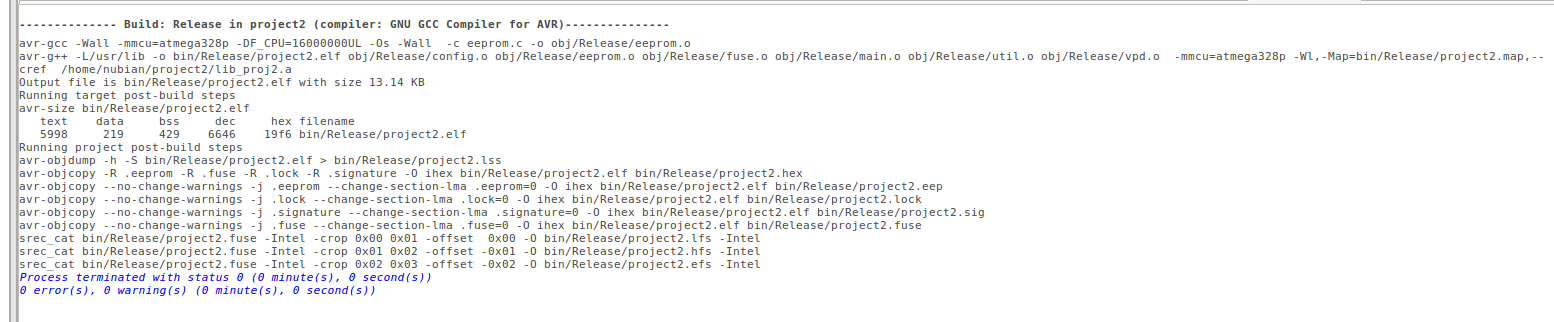 -------------- Build: Release in project2 (compiler: GNU GCC Compiler for AVR)---------------
avr-gcc -Wall -mmcu=atmega328p -DF_CPU=16000000UL -Os -Wall  -c eeprom.c -o obj/Release/eeprom.o
avr-g++ -L/usr/lib -o bin/Release/project2.elf obj/Release/config.o obj/Release/eeprom.o obj/Release/fuse.o obj/Release/main.o obj/Release/util.o obj/Release/vpd.o  -mmcu=atmega328p -Wl,-Map=bin/Release/project2.map,--
cref  /home/nubian/project2/lib_proj2.a
Output file is bin/Release/project2.elf with size 13.14 KB
Running target post-build steps
avr-size bin/Release/project2.elf
   text    data     bss     dec     hex filename
   5998     219     429    6646    19f6 bin/Release/project2.elf
Running project post-build steps
avr-objdump -h -S bin/Release/project2.elf > bin/Release/project2.lss
avr-objcopy -R .eeprom -R .fuse -R .lock -R .signature -O ihex bin/Release/project2.elf bin/Release/project2.hex
avr-objcopy --no-change-warnings -j .eeprom --change-section-lma .eeprom=0 -O ihex bin/Release/project2.elf bin/Release/project2.eep
avr-objcopy --no-change-warnings -j .lock --change-section-lma .lock=0 -O ihex bin/Release/project2.elf bin/Release/project2.lock
avr-objcopy --no-change-warnings -j .signature --change-section-lma .signature=0 -O ihex bin/Release/project2.elf bin/Release/project2.sig
avr-objcopy --no-change-warnings -j .fuse --change-section-lma .fuse=0 -O ihex bin/Release/project2.elf bin/Release/project2.fuse
srec_cat bin/Release/project2.fuse -Intel -crop 0x00 0x01 -offset  0x00 -O bin/Release/project2.lfs -Intel
srec_cat bin/Release/project2.fuse -Intel -crop 0x01 0x02 -offset -0x01 -O bin/Release/project2.hfs -Intel
srec_cat bin/Release/project2.fuse -Intel -crop 0x02 0x03 -offset -0x02 -O bin/Release/project2.efs -Intel
Process terminated with status 0 (0 minute(s), 0 second(s))
0 error(s), 0 warning(s) (0 minute(s), 0 second(s))